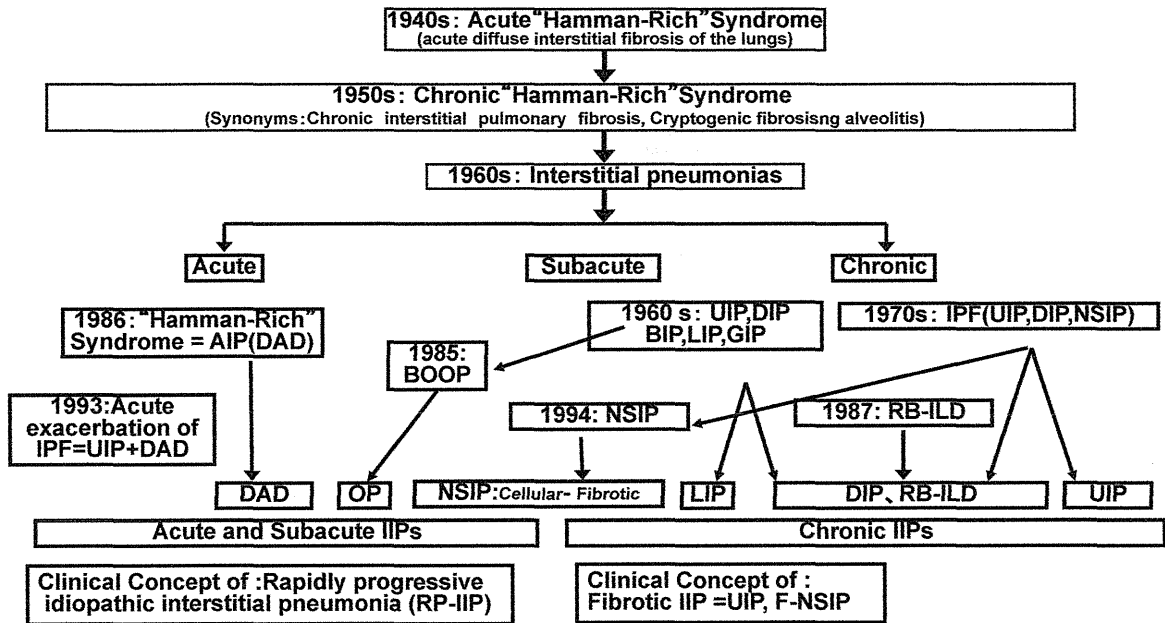 1940s: Acute "Hamman-Rich" Syndrome
(acute diffuse interstitial fibrosis of the lungs)
1950s: Chronic "Hamman-Rich" Syndrome
(Synonyms: Chronic interstitial pulmonary fibrosis, Cryptogenic fibrosisng alveolitis)
1960s: Interstitial pneumonias
Acute
Subacute
Chronic
1986: "Hamman-Rich"
Syndrome = AIP(DAD)
1960 s: UIP,DIP
BIP,LIP,GIP
1970s: IPF(UIP,DIP,NSIP)
1985:
BOOP
1993:Acute
exacerbation of
IPF=UIP+DAD
1994: NSIP
1987: RB-ILD
DAD
OP
NSIP:Cellular- Fibrotic
LIP
DIP、RB-ILD
UIP
Acute and Subacute IIPs
Chronic IIPs
Clinical Concept of :Rapidly progressive
idiopathic interstitial pneumonia (RP-IIP)
Clinical Concept of :
Fibrotic IIP =UIP, F-NSIP